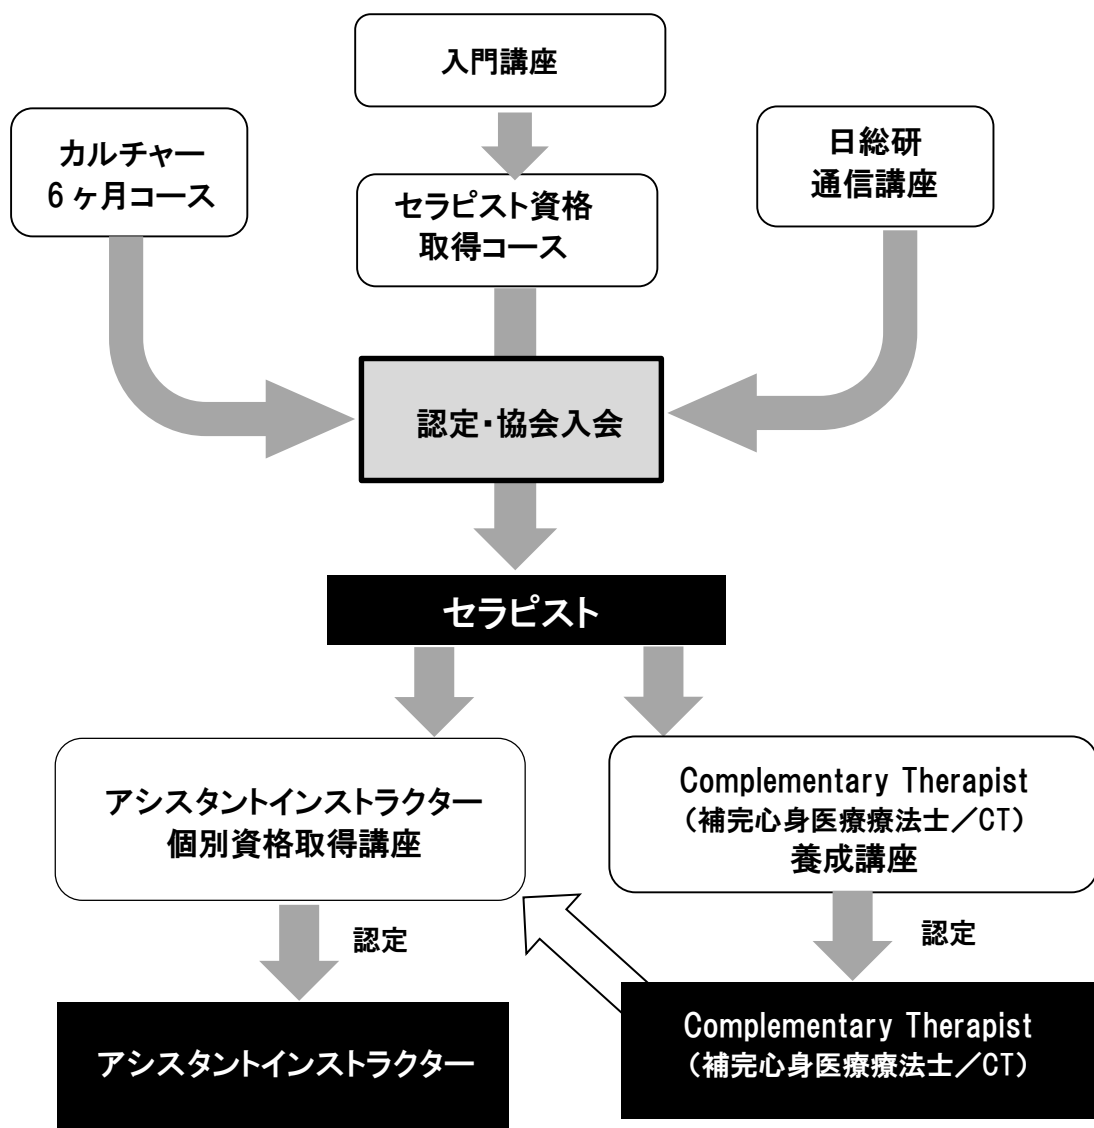 入門講座
カルチャー
6ヶ月コース
日総研
通信講座
セラピスト資格
取得コース
認定・協会入会
セラピスト
アシスタントインストラクター
個別資格取得講座
Complementary Therapist
（補完心身医療療法士／CT）
養成講座
認定
認定
アシスタントインストラクター
Complementary Therapist
（補完心身医療療法士／CT）